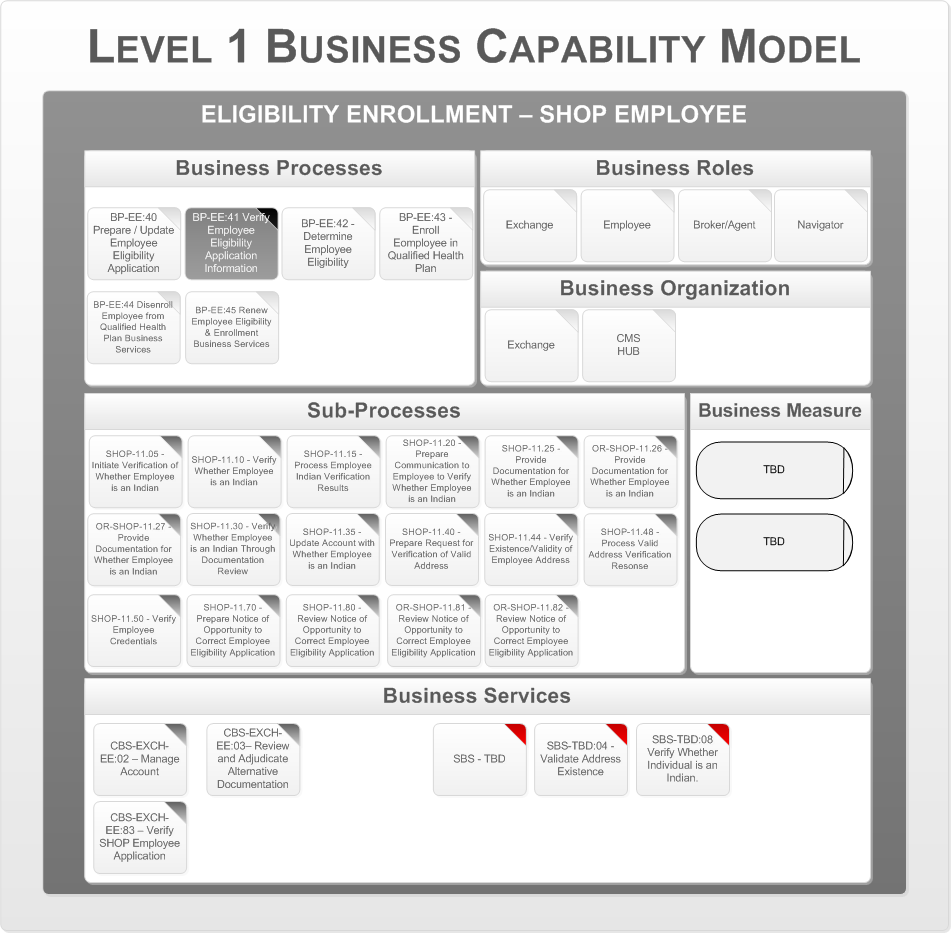 LEVEL 1 BUSINESS CAPABILITY MODEL
ELIGIBILITY ENROLLMENT – SHOP EMPLOYEE
Business Processes
BP-EE:40
Prepare / Update
Employee
Eligibility
Application
BP-EE:41 Verify
Employee
Eligibility
Application
Information
BP-EE:42 -
Determine
Employee
Eligibility
BP-EE:43 -
Enroll
Eomployee in
Qualified Health
Plan
BP-EE:44 Disenroll
Employee from
Qualified Health
Plan Business
Services
BP-EE:45 Renew
Employee Eligibility
& Enrollment
Business Services
Business Roles
Exchange
Employee
Broker/Agent
Navigator
Business Organization
Exchange
CMS
HUB
Sub-Processes
SHOP-11.05 -
Initiate Verification of
Whether Employee
is an Indian
SHOP-11.10 - Verify
Whether Employee
is an Indian
SHOP-11.15 -
Process Employee
Indian Verification
Results
SHOP-11.20 -
Prepare
Communication to
Employee to Verify
Whether Employee
is an Indian
SHOP-11.25 -
Provide
Documentation for
Whether Employee
is an Indian
OR-SHOP-11.26 -
Provide
Documentation for
Whether Employee
is an Indian
OR-SHOP-11.27 -
Provide
Documentation for
Whether Employee
is an Indian
SHOP-11.30 - Verify
Whether Employee
is an Indian Through
Documentation
Review
SHOP-11.35 -
Update Account with
Whether Employee
is an Indian
SHOP-11.40 -
Prepare Request for
Verification of Valid
Address
SHOP-11.44 - Verify
Existence/Validity of
Employee Address
SHOP-11.48 -
Process Valid
Address Verification
Resonse
SHOP-11.50 - Verify
Employee
Credentials
SHOP-11.70 -
Prepare Notice of
Opportunity to
Correct Employee
Eligibility Application
SHOP-11.80 -
Review Notice of
Opportunity to
Correct Employee
Eligibility Application
OR-SHOP-11.81 -
Review Notice of
Opportunity to
Correct Employee
Eligibility Application
OR-SHOP-11.82 -
Review Notice of
Opportunity to
Correct Employee
Eligibility Application
Business Measure
TBD
TBD
Business Services
CBS-EXCH-
EE:02 – Manage
Account
CBS-EXCH-
EE:03– Review
and Adjudicate
Alternative
Documentation
SBS - TBD
SBS-TBD:04 -
Validate Address
Existence
SBS-TBD:08
Verify Whether
Individual is an
Indian.
CBS-EXCH-
EE:83 – Verify
SHOP Employee
Application